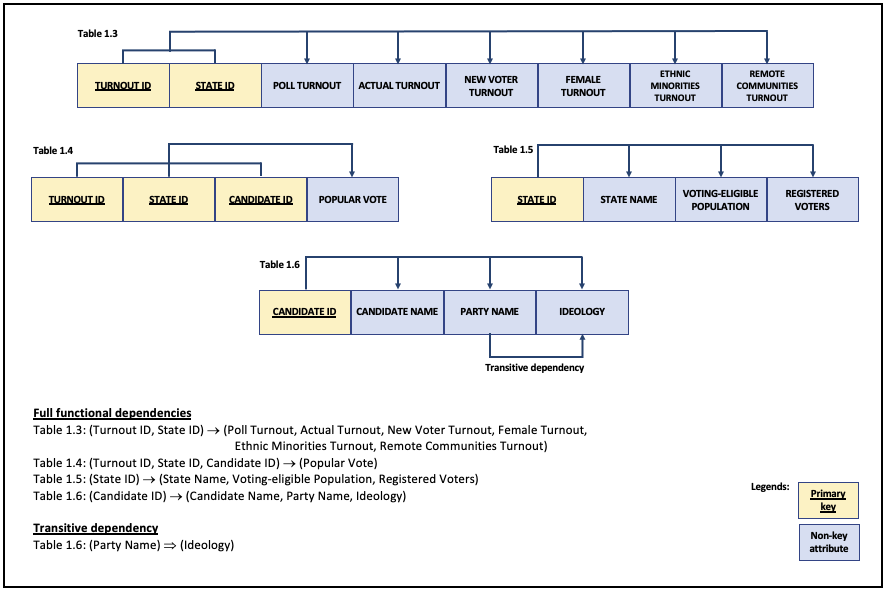 Table 1.3
TURNOUT ID
STATE ID
POLL TURNOUT
ACTUAL TURNOUT
NEW VOTER
TURNOUT
FEMALE
TURNOUT
ETHNIC
MINORITIES
TURNOUT
REMOTE
COMMUNITIES
TURNOUT
Table 1.4
TURNOUT ID
STATE ID
CANDIDATE ID
POPULAR VOTE
Table 1.5
STATE ID
STATE NAME
VOTING-ELIGIBLE
POPULATION
REGISTERED
VOTERS
Table 1.6
CANDIDATE ID
CANDIDATE NAME
PARTY NAME
IDEOLOGY
Transitive dependency
Full functional dependencies
Table 1.3: (Turnout ID, State ID) → (Poll Turnout, Actual Turnout, New Voter Turnout, Female Turnout,
Ethnic Minorities Turnout, Remote Communities Turnout)
Table 1.4: (Turnout ID, State ID, Candidate ID) → (Popular Vote)
Table 1.5: (State ID) → (State Name, Voting-eligible Population, Registered Voters)
Table 1.6: (Candidate ID) → (Candidate Name, Party Name, Ideology)
Transitive dependency
Table 1.6: (Party Name) ⇒ (Ideology)
Legends:
Primary
key
Non-key
attribute